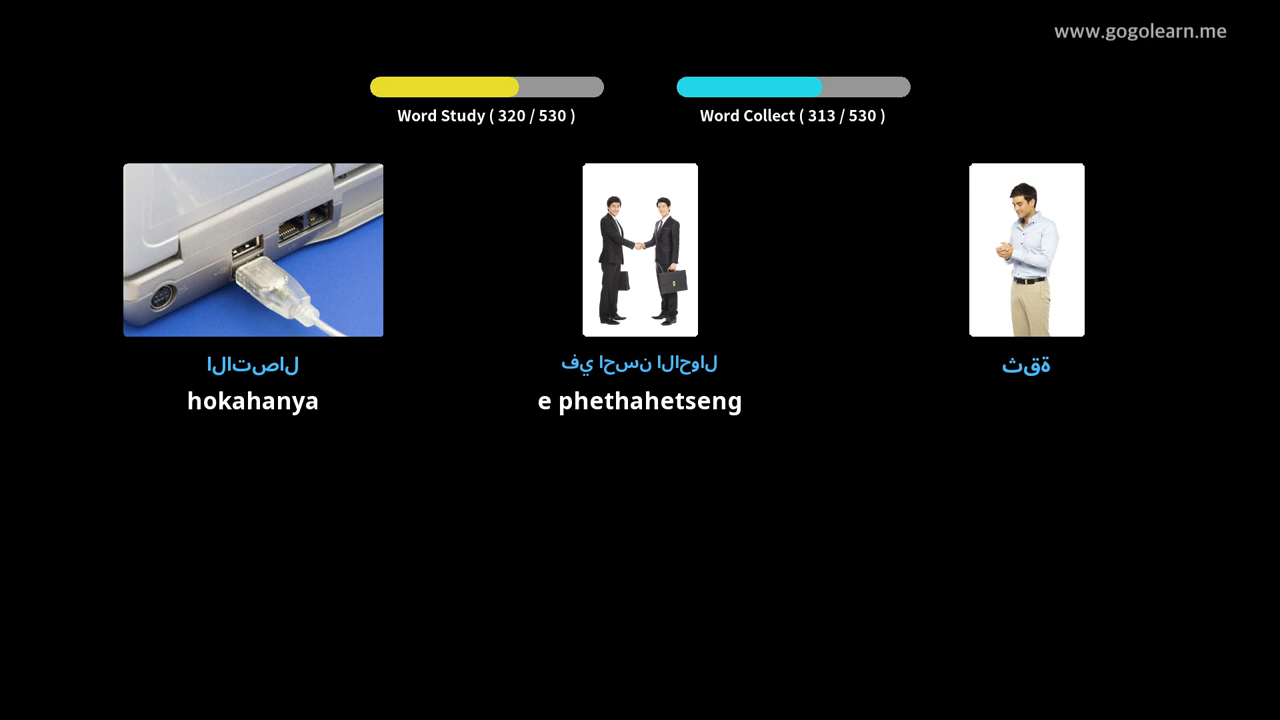 www.gogolearn.me
Word Study ( 320 / 530 )
Word Collect ( 313 / 530 )
الاتصال
في احسن الاحوال
ثقة
hokahanya
e phethahetseng